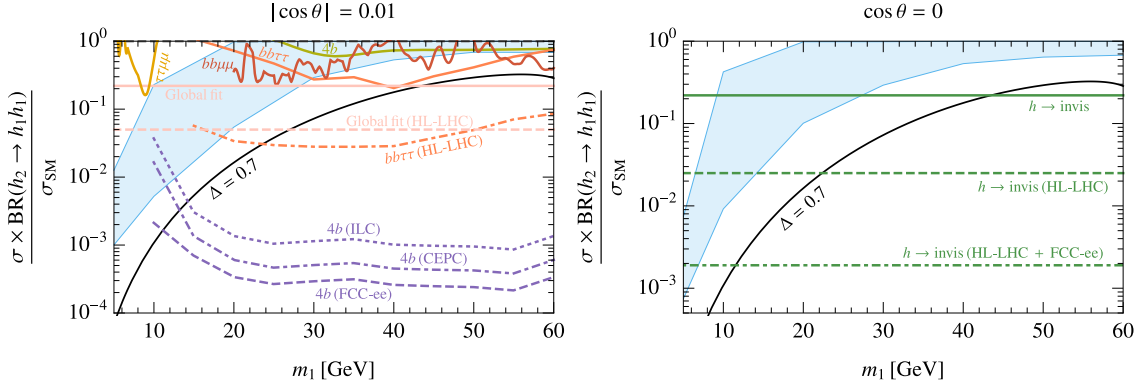 |cos θ| = 0.01
σ × BR(h₂ → h₁h₁)
σSM
10⁰
10⁻¹
10⁻²
10⁻³
10⁻⁴
ττμμ
bbμμ
bbττ
4b
Global fit
Global fit (HL-LHC)
bbττ (HL-LHC)
Δ = 0.7
4b (ILC)
4b (CEPC)
4b (FCC-ee)
10 20 30 40 50 60
m₁ [GeV]
cos θ = 0
σ × BR(h₂ → h₁h₁)
σSM
10⁰
10⁻¹
10⁻²
10⁻³
h → invis
h → invis (HL-LHC)
Δ = 0.7
h → invis (HL-LHC + FCC-ee)
10 20 30 40 50 60
m₁ [GeV]